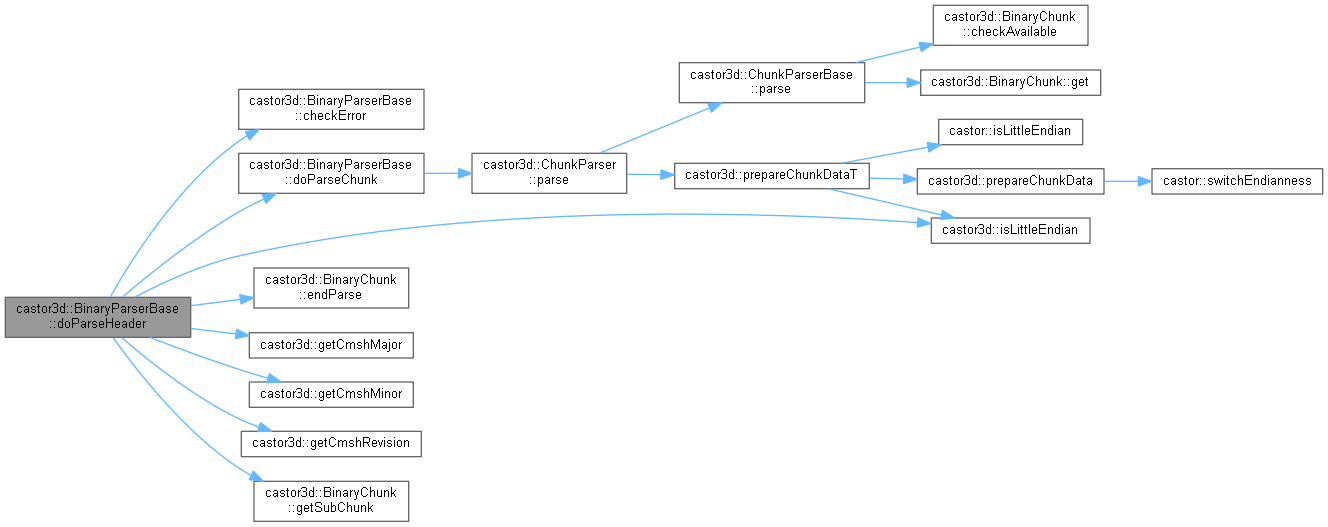 castor3d::BinaryChunk
::checkAvailable
castor3d::ChunkParserBase
::parse
castor3d::BinaryChunk::get
castor3d::BinaryParserBase
::checkError
castor::isLittleEndian
castor3d::BinaryParserBase
::doParseChunk
castor3d::ChunkParser
::parse
castor3d::prepareChunkDataT
castor3d::prepareChunkData
castor::switchEndianness
castor3d::isLittleEndian
castor3d::BinaryChunk
::endParse
castor3d::BinaryParserBase
::doParseHeader
castor3d::getCmshMajor
castor3d::getCmshMinor
castor3d::getCmshRevision
castor3d::BinaryChunk
::getSubChunk